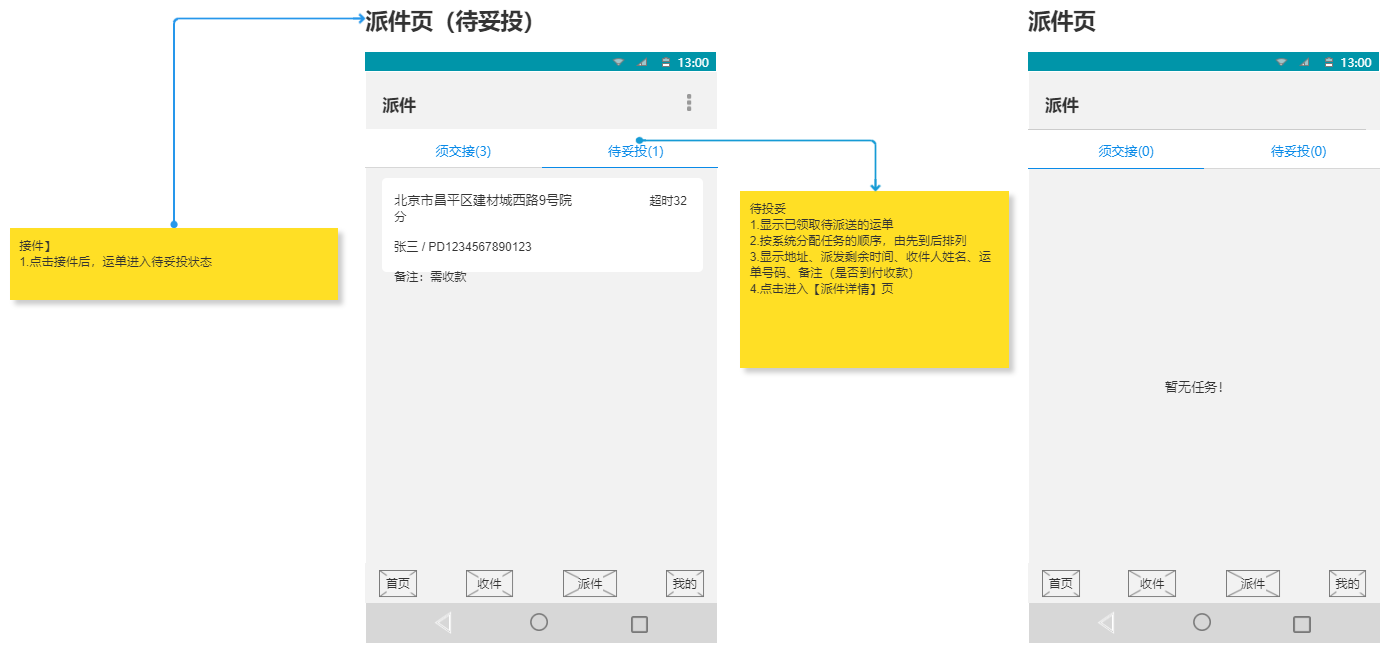 派件页（待妥投）
13:00
派件
须交接(3)
待妥投(1)
北京市昌平区建材城西路9号院
分
超时32
张三 / PD1234567890123
备注：需收款
首页
收件
派件
我的
接件】
1.点击接件后，运单进入待妥投状态
待投妥
1.显示已领取待派送的运单
2.按系统分配任务的顺序，由先到后排列
3.显示地址、派发剩余时间、收件人姓名、运
单号码、备注（是否到付收款）
4.点击进入【派件详情】页
派件页
13:00
派件
须交接(0)
待妥投(0)
暂无任务！
首页
收件
派件
我的